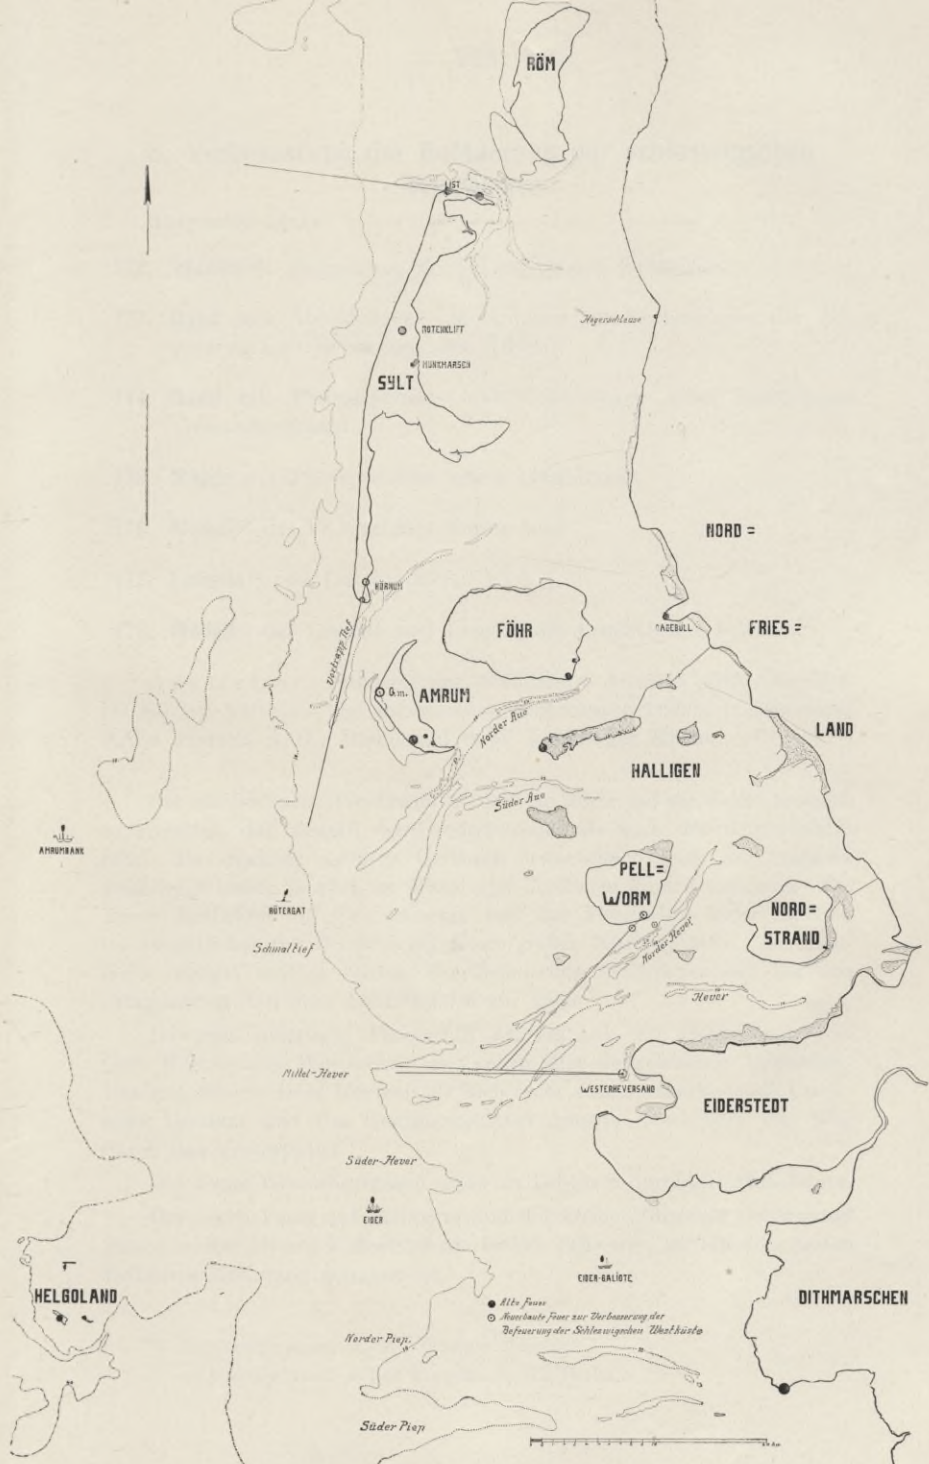 RÖM
LIST
Hoyerschleuse
ROTEKLIFF
MUNKMARSCH
SYLT
NORD =
HÖRNUM
FÖHR
DAGEBÜLL
FRIES =
Vortrapp Tief
AMRUM
Norder Aue
LAND
HALLIGEN
Süder Aue
AMRUMBANK
PELL=
WORM
RÜTERGAT
NORD=
STRAND
Schmaltief
Norder Hever
Hever
Mittel-Hever
WESTERHEVERSAND
EIDERSTEDT
Süder-Hever
EIDER
EIDER-GALIOTE
HELGOLAND
DITHMARSCHEN
Alte Feuer
Neuerbaute Feuer zur Verbesserung der
Befeuerung der Schleswigschen Westküste
Norder Piep.
Süder Piep